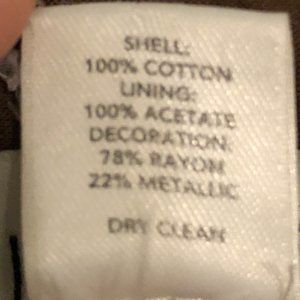 SHELL:
100% COTTON
LINING:
100% ACETATE
DECORATION:
78% RAYON
22% METALLIC
DRY CLEAN